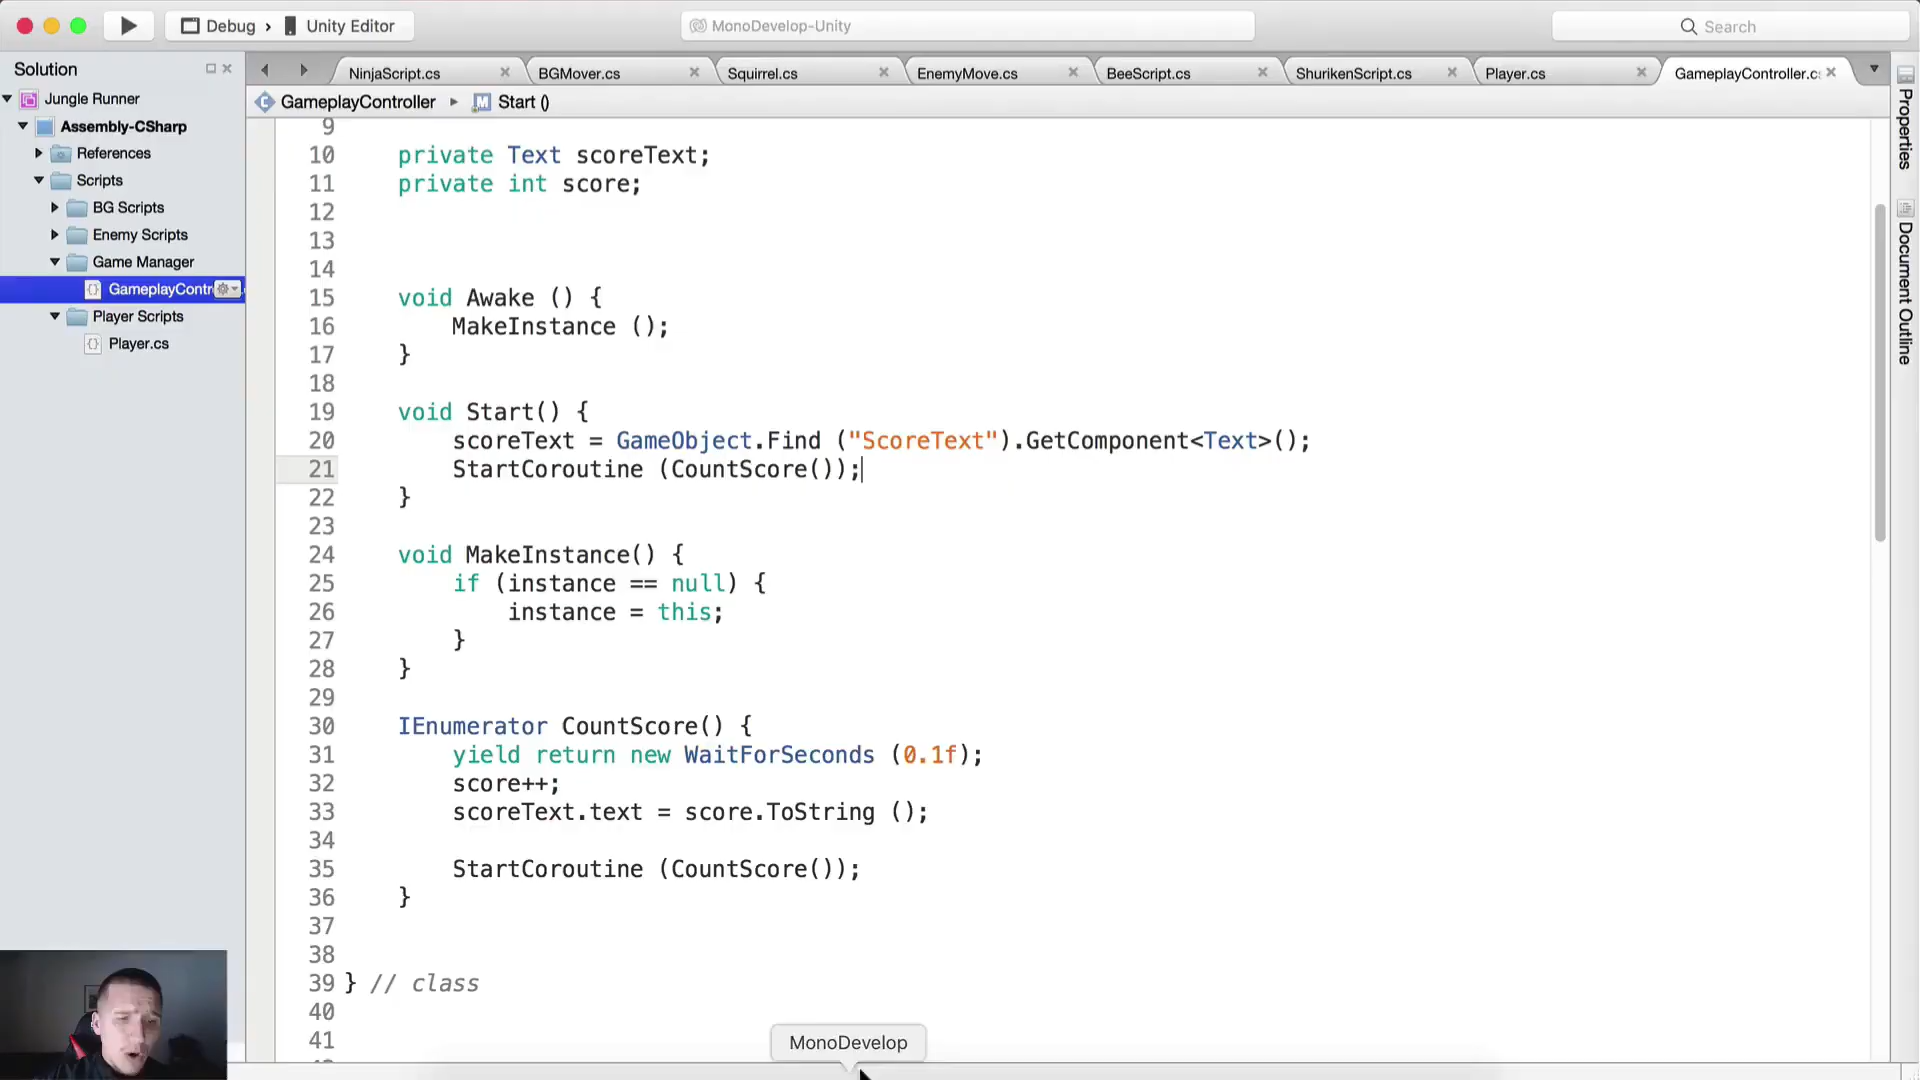 Debug › Unity Editor
MonoDevelop-Unity
Search
Solution
NinjaScript.cs
BGMover.cs
Squirrel.cs
EnemyMove.cs
BeeScript.cs
ShurikenScript.cs
Player.cs
GameplayController.c
Jungle Runner
Assembly-CSharp
References
Scripts
BG Scripts
Enemy Scripts
Game Manager
GameplayContr
Player Scripts
Player.cs
GameplayController
Start ()
9
10 private Text scoreText;
11 private int score;
12
13
14
15 void Awake () {
16 MakeInstance ();
17 }
18
19 void Start() {
20 scoreText = GameObject.Find ("ScoreText").GetComponent<Text>();
21 StartCoroutine (CountScore());
22 }
23
24 void MakeInstance() {
25 if (instance == null) {
26 instance = this;
27 }
28 }
29
30 IEnumerator CountScore() {
31 yield return new WaitForSeconds (0.1f);
32 score++;
33 scoreText.text = score.ToString ();
34
35 StartCoroutine (CountScore());
36 }
37
38
39 } // class
40
41
MonoDevelop
Properties
Document Outline